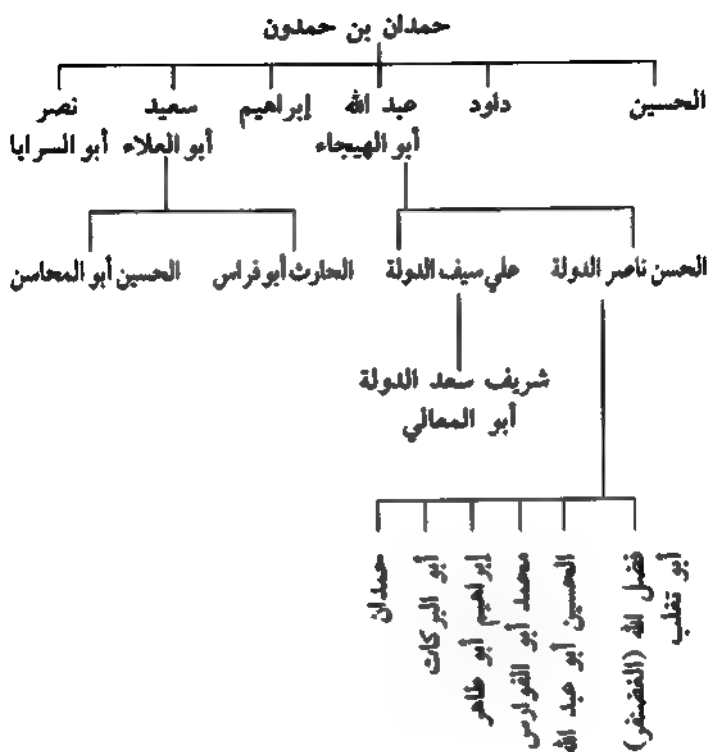 حمدان بن حمدون
الحسين داود عبد الله إبراهيم سعيد نصر
أبو الهيجاء أبو العلاء أبو السرايا
الحسن ناصر الدولة علي سيف الدولة الحارث أبو فراس الحسين أبو المحاسن
شريف سعد الدولة
أبو المعالي
أبو تغلب
فضل الله (الغضنفر)
الحسين أبو عبد الله
محمد أبو الفوارس
إبراهيم أبو طاهر
أبو البركات
حمدان